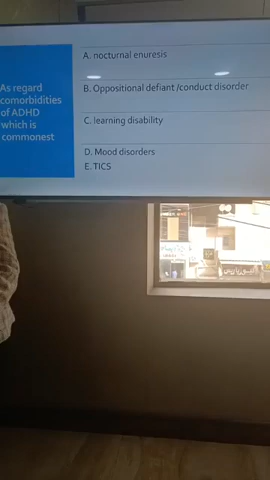 As regard
comorbidities
of ADHD
which is
commonest
A. nocturnal enuresis
B. Oppositional defiant /conduct disorder
C. learning disability
D. Mood disorders
E. TICS